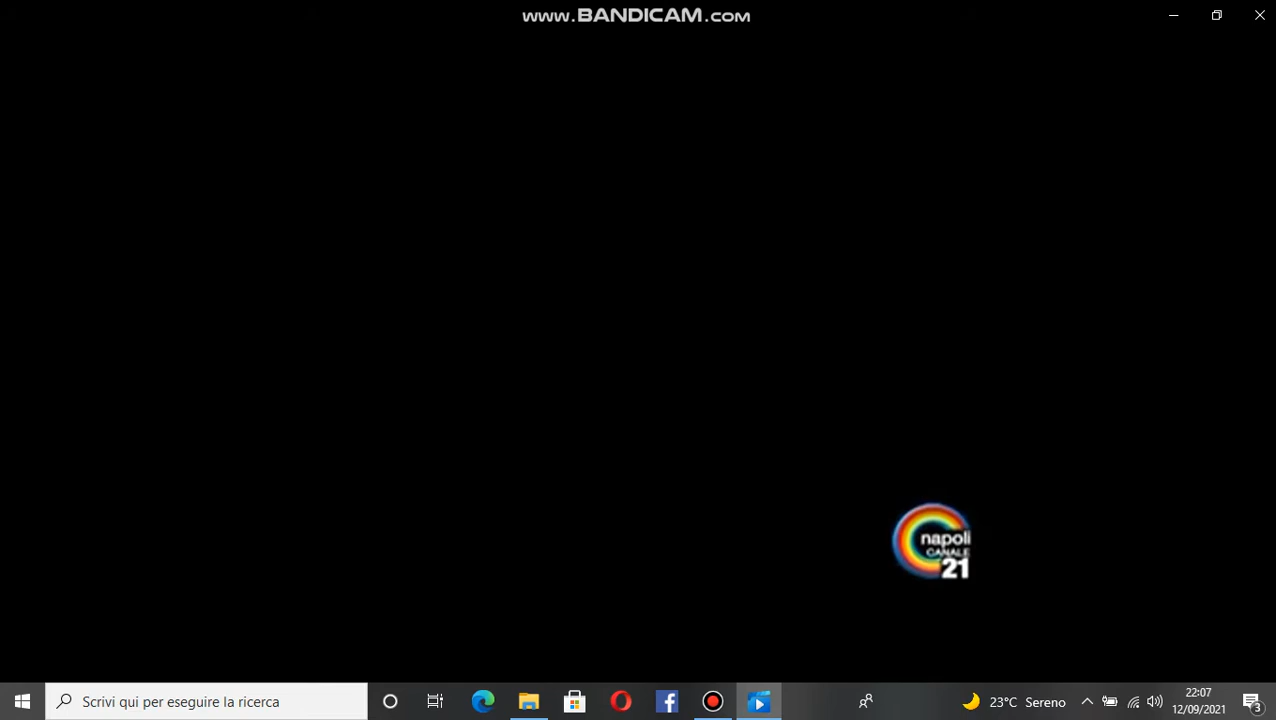 www.BANDICAM.com
napoli
CANALE
21
Scrivi qui per eseguire la ricerca
23°C Sereno
22:07
12/09/2021
3